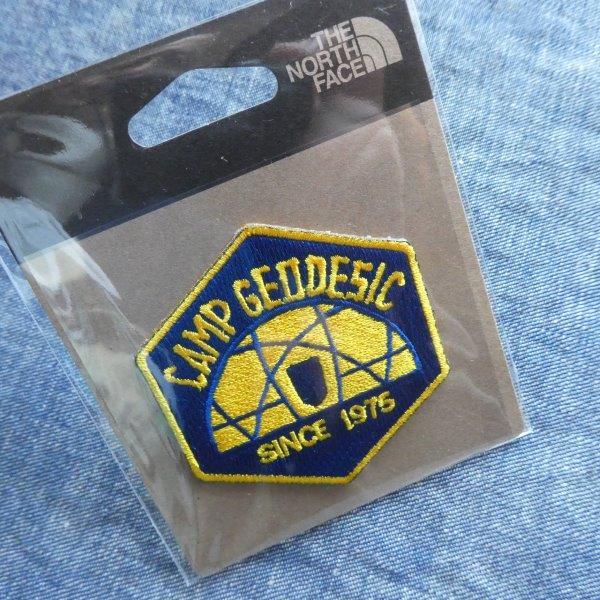 THE
NORTH
FACE
CAMP GEODESIC
SINCE 1975